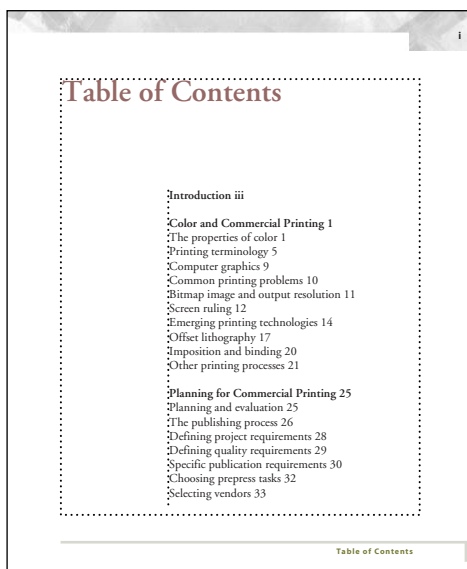 i
Table of Contents
Introduction iii
Color and Commercial Printing 1
The properties of color 1
Printing terminology 5
Computer graphics 9
Common printing problems 10
Bitmap image and output resolution 11
Screen ruling 12
Emerging printing technologies 14
Offset lithography 17
Imposition and binding 20
Other printing processes 21
Planning for Commercial Printing 25
Planning and evaluation 25
The publishing process 26
Defining project requirements 28
Defining quality requirements 29
Specific publication requirements 30
Choosing prepress tasks 32
Selecting vendors 33
Table of Contents